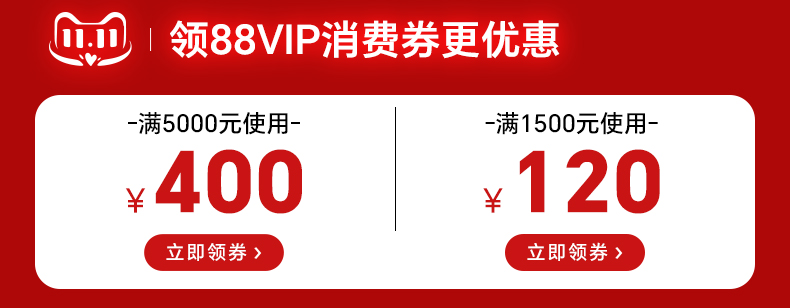 11.11
领88VIP消费券更优惠
-满5000元使用-
¥400
立即领券 ›
-满1500元使用-
¥120
立即领券 ›